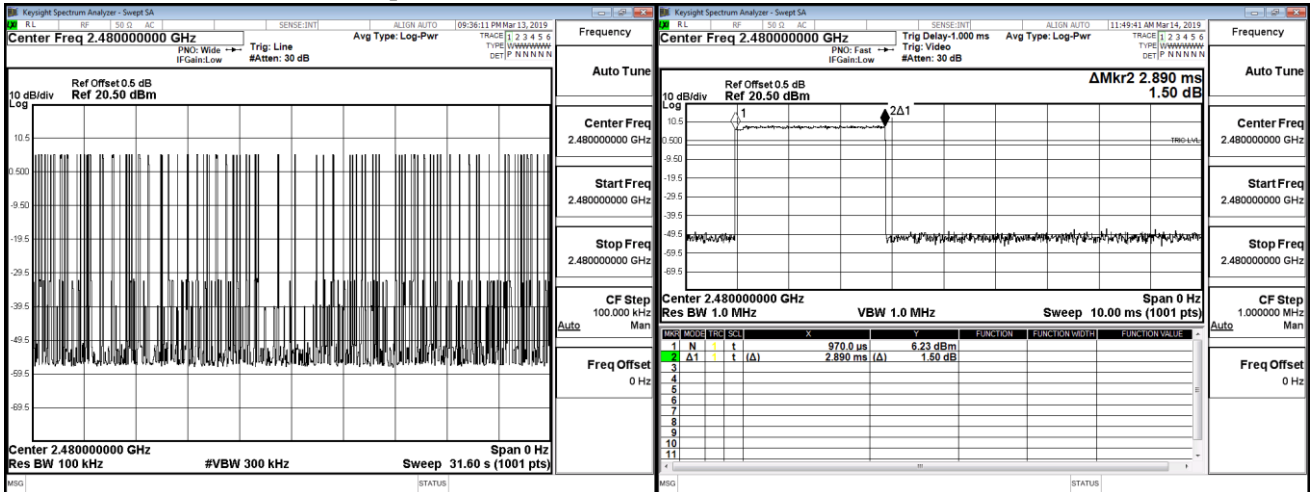 Keysight Spectrum Analyzer - Swept SA
RL RF 50 Ω AC SENSE:INT ALIGN AUTO 09:36:11 PM Mar 13, 2019
Center Freq 2.480000000 GHz
PNO: Wide
IFGain:Low
Trig: Line
#Atten: 30 dB
Avg Type: Log-Pwr
TRACE 1 2 3 4 5 6
TYPE WWWWWW
DET P NNNNN
Ref Offset 0.5 dB
10 dB/div Ref 20.50 dBm
Log
10.5
0.500
-9.50
-19.5
-29.5
-39.5
-49.5
-59.5
-69.5
Center 2.480000000 GHz Span 0 Hz
Res BW 100 kHz #VBW 300 kHz Sweep 31.60 s (1001 pts)
MSG STATUS
Frequency
Auto Tune
Center Freq
2.480000000 GHz
Start Freq
2.480000000 GHz
Stop Freq
2.480000000 GHz
CF Step
100.000 kHz
Auto Man
Freq Offset
0 Hz
Keysight Spectrum Analyzer - Swept SA
RL RF 50 Ω AC SENSE:INT ALIGN AUTO 11:49:41 AM Mar 14, 2019
Center Freq 2.480000000 GHz
PNO: Fast
IFGain:Low
Trig Delay-1.000 ms
Trig: Video
#Atten: 30 dB
Avg Type: Log-Pwr
TRACE 1 2 3 4 5 6
TYPE WWWWWW
DET P NNNNN
ΔMkr2 2.890 ms
1.50 dB
Ref Offset 0.5 dB
10 dB/div Ref 20.50 dBm
Log
1
2Δ1
TRIG LVL
10.5
0.500
-9.50
-19.5
-29.5
-39.5
-49.5
-59.5
-69.5
Center 2.480000000 GHz Span 0 Hz
Res BW 1.0 MHz VBW 1.0 MHz Sweep 10.00 ms (1001 pts)
MKR MODE TRC SCL X Y FUNCTION FUNCTION WIDTH FUNCTION VALUE
1 N 1 t 970.0 µs 6.23 dBm
2 Δ1 1 t (Δ) 2.890 ms (Δ) 1.50 dB
3
4
5
6
7
8
9
10
11
MSG STATUS
Frequency
Auto Tune
Center Freq
2.480000000 GHz
Start Freq
2.480000000 GHz
Stop Freq
2.480000000 GHz
CF Step
1.000000 MHz
Auto Man
Freq Offset
0 Hz